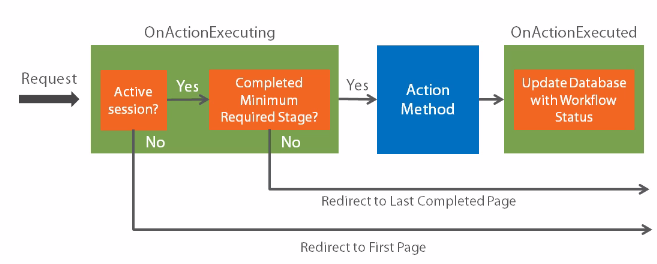 OnActionExecuting
OnActionExecuted
Request
Active
session?
Yes
Completed
Minimum
Required Stage?
Yes
Action
Method
Update Database
with Workflow
Status
No
No
Redirect to Last Completed Page
Redirect to First Page